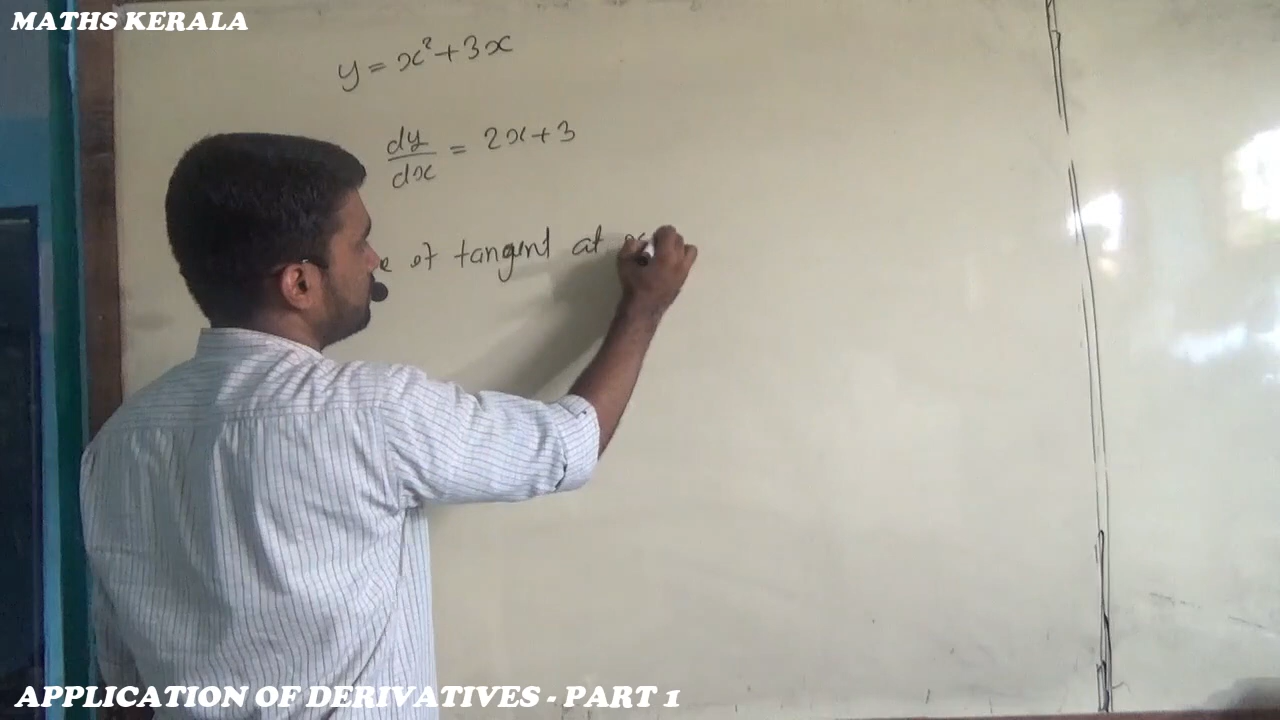 MATHS KERALA
y = x² + 3x
dy/dx = 2x + 3
of tangent at
APPLICATION OF DERIVATIVES - PART 1